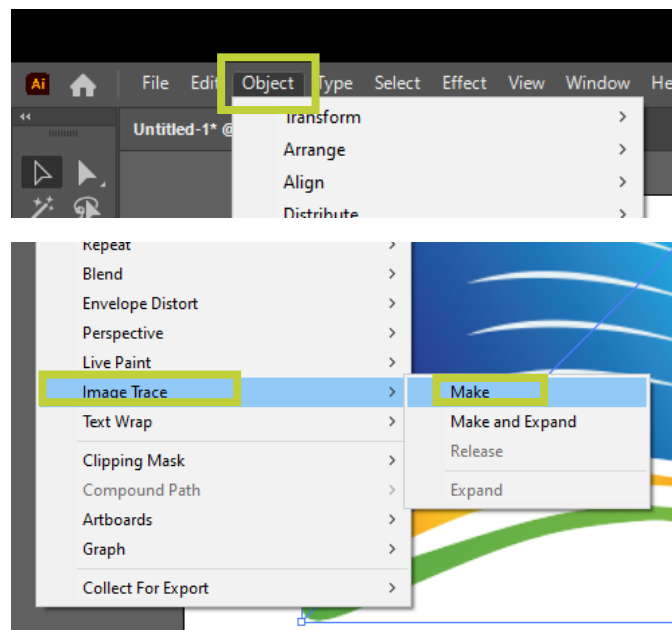 Ai File Edit Object Type Select Effect View Window He
Untitled-1* @
Transform
Arrange
Align
Distribute
Repeat
Blend
Envelope Distort
Perspective
Live Paint
Image Trace
Make
Text Wrap
Make and Expand
Release
Clipping Mask
Compound Path
Expand
Artboards
Graph
Collect For Export